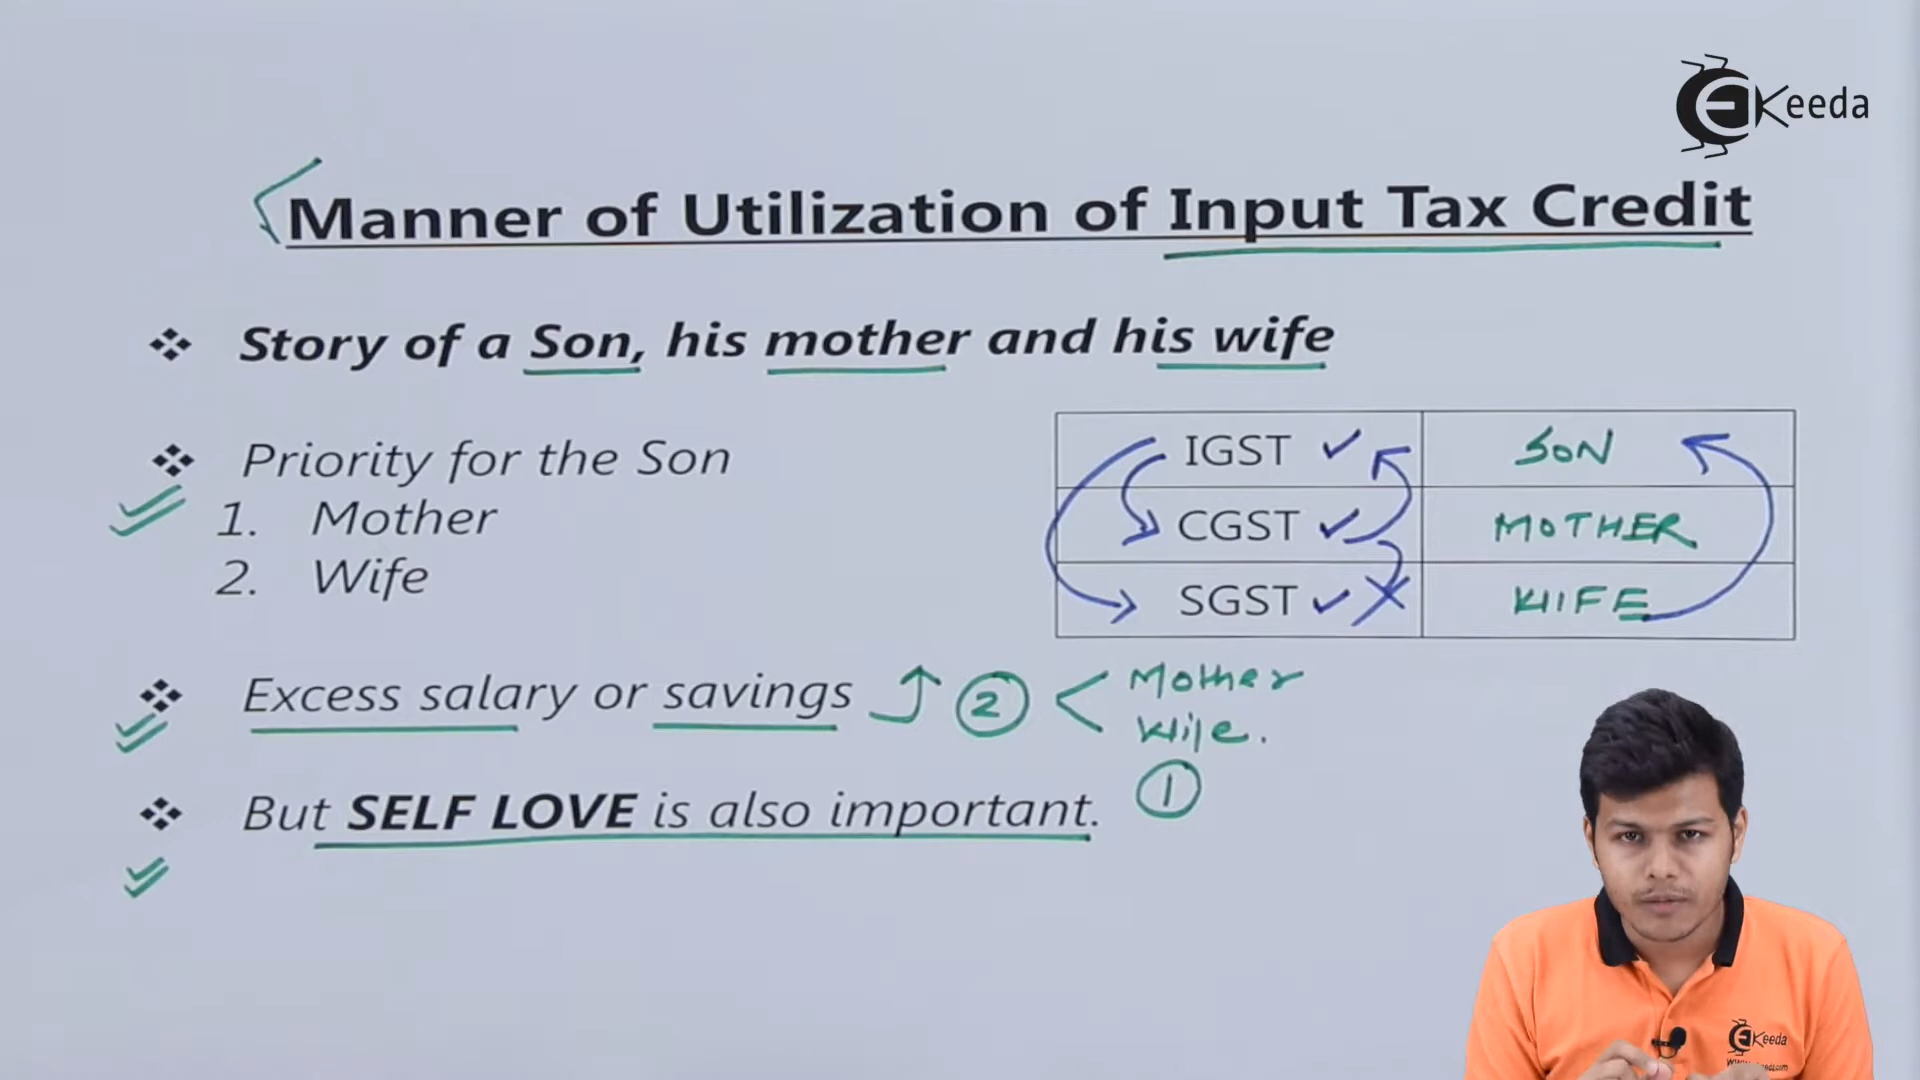 EKeeda
Manner of Utilization of Input Tax Credit
❖ Story of a Son, his mother and his wife
❖ Priority for the Son
1. Mother
2. Wife
IGST ✓ SON
CGST ✓ MOTHER
SGST ✓ ✗ WIFE
❖ Excess salary or savings 2 < Mother
Wife.
❖ But SELF LOVE is also important. 1
EKeeda